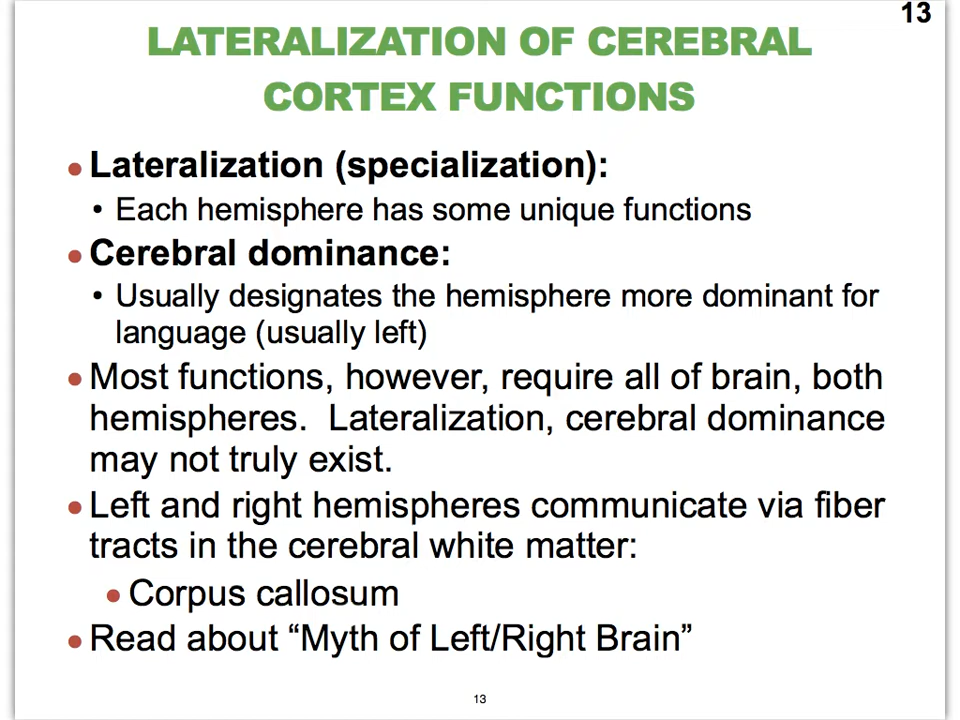 13
LATERALIZATION OF CEREBRAL
CORTEX FUNCTIONS
• Lateralization (specialization):
• Each hemisphere has some unique functions
• Cerebral dominance:
• Usually designates the hemisphere more dominant for
language (usually left)
• Most functions, however, require all of brain, both
hemispheres.  Lateralization, cerebral dominance
may not truly exist.
• Left and right hemispheres communicate via fiber
tracts in the cerebral white matter:
• Corpus callosum
• Read about “Myth of Left/Right Brain”
13